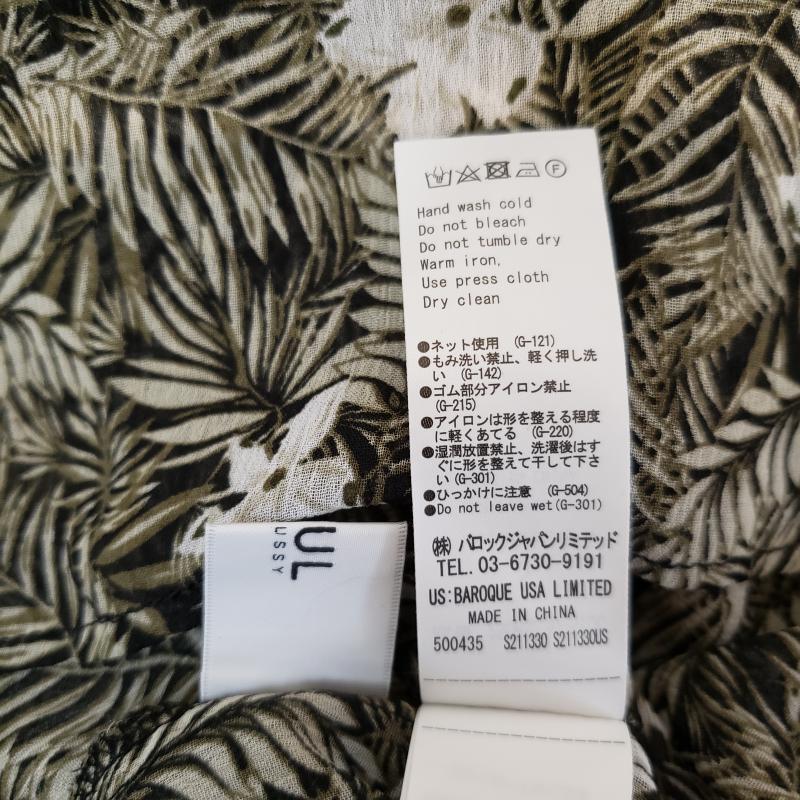 F
Hand wash cold
Do not bleach
Do not tumble dry
Warm iron,
Use press cloth
Dry clean
●ネット使用 (G-121)
●もみ洗い禁止、軽く押し洗
い (G-142)
●ゴム部分アイロン禁止
(G-215)
●アイロンは形を整える程度
に軽くあてる (G-220)
●湿潤放置禁止、洗濯後はす
ぐに形を整えて干して下さ
い(G-301)
●ひっかけに注意 (G-504)
●Do not leave wet(G-301)
㈱ バロックジャパンリミテッド
TEL.03-6730-9191
US:BAROQUE USA LIMITED
MADE IN CHINA
500435 S211330 S211330US
UL
USSY